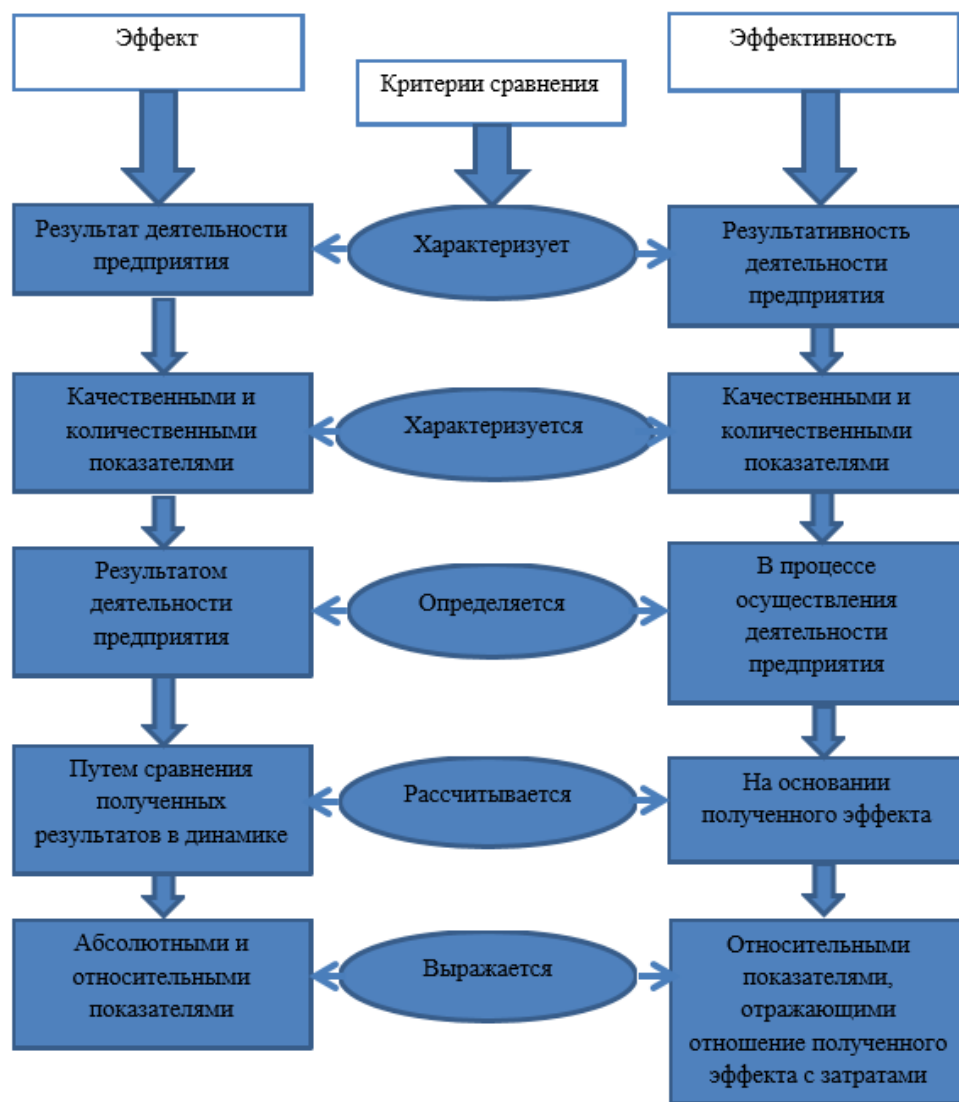 Эффект
Критерии сравнения
Эффективность
Результат деятельности
предприятия
Характеризует
Результативность
деятельности
предприятия
Качественными и
количественными
показателями
Характеризуется
Качественными и
количественными
показателями
Результатом
деятельности
предприятия
Определяется
В процессе
осуществления
деятельности
предприятия
Путем сравнения
полученных
результатов в динамике
Рассчитывается
На основании
полученного эффекта
Абсолютными и
относительными
показателями
Выражается
Относительными
показателями,
отражающими
отношение полученного
эффекта с затратами